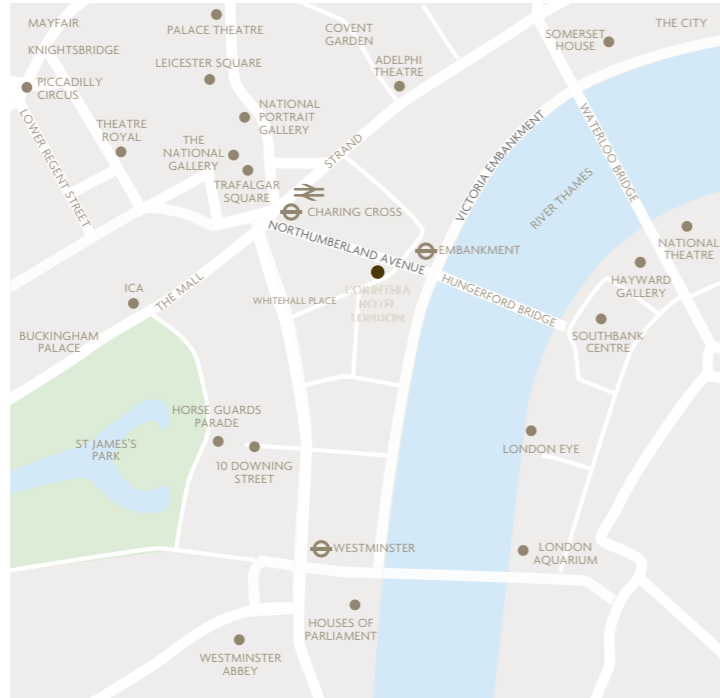 MAYFAIR
PALACE THEATRE
COVENT
GARDEN
SOMERSET
HOUSE
THE CITY
KNIGHTSBRIDGE
LEICESTER SQUARE
ADELPHI
THEATRE
PICCADILLY
CIRCUS
NATIONAL
PORTRAIT
GALLERY
THEATRE
ROYAL
THE
NATIONAL
GALLERY
LOWER REGENT STREET
STRAND
VICTORIA EMBANKMENT
WATERLOO BRIDGE
TRAFALGAR
SQUARE
RIVER THAMES
CHARING CROSS
NORTHUMBERLAND AVENUE
EMBANKMENT
NATIONAL
THEATRE
HAYWARD
GALLERY
THE MALL
ICA
WHITEHALL PLACE
CORINTHIA
HOTEL
LONDON
HUNGERFORD BRIDGE
BUCKINGHAM
PALACE
SOUTHBANK
CENTRE
HORSE GUARDS
PARADE
ST JAMES'S
PARK
10 DOWNING
STREET
LONDON EYE
WESTMINSTER
LONDON
AQUARIUM
HOUSES OF
PARLIAMENT
WESTMINSTER
ABBEY